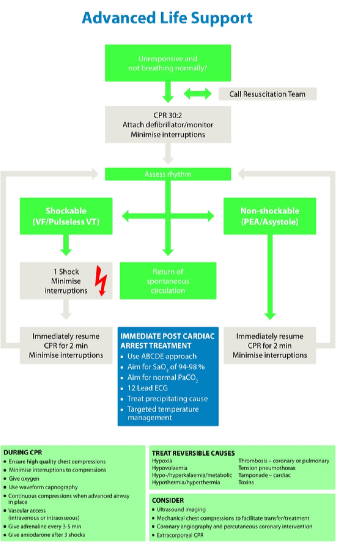 Advanced Life Support
Unresponsive and
not breathing normally?
Call Resuscitation Team
CPR 30:2
Attach defibrillator/monitor
Minimise interruptions
Assess rhythm
Shockable
(VF/Pulseless VT)
Non-shockable
(PEA/Asystole)
1 Shock
Minimise
interruptions
Return of
spontaneous
circulation
Immediately resume
CPR for 2 min
Minimise interruptions
IMMEDIATE POST CARDIAC
ARREST TREATMENT
• Use ABCDE approach
• Aim for SaO2 of 94-98 %
• Aim for normal PaCO2
• 12 Lead ECG
• Treat precipitating cause
• Targeted temperature
management
Immediately resume
CPR for 2 min
Minimise interruptions
DURING CPR
• Ensure high quality chest compressions
• Minimise interruptions to compressions
• Give oxygen
• Use waveform capnography
• Continuous compressions when advanced airway
in place
• Vascular access
(intravenous or intraosseous)
• Give adrenaline every 3-5 min
• Give amiodarone after 3 shocks
TREAT REVERSIBLE CAUSES
Hypoxia Thrombosis – coronary or pulmonary
Hypovolaemia Tension pneumothorax
Hypo-/hyperkalaemia/metabolic Tamponade – cardiac
Hypothermia/hyperthermia Toxins
CONSIDER
• Ultrasound imaging
• Mechanical chest compressions to facilitate transfer/treatment
• Coronary angiography and percutaneous coronary intervention
• Extracorporeal CPR